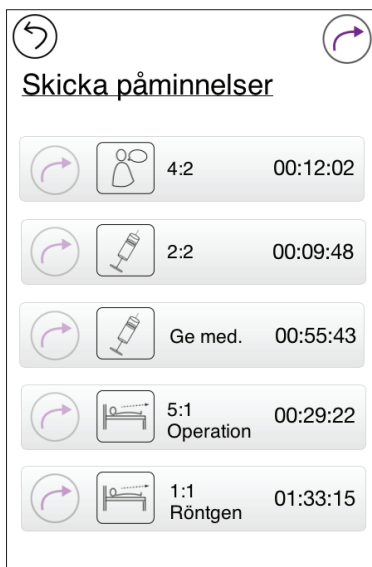 Skicka påminnelser
4:2 00:12:02
2:2 00:09:48
Ge med. 00:55:43
5:1
Operation 00:29:22
1:1
Röntgen 01:33:15